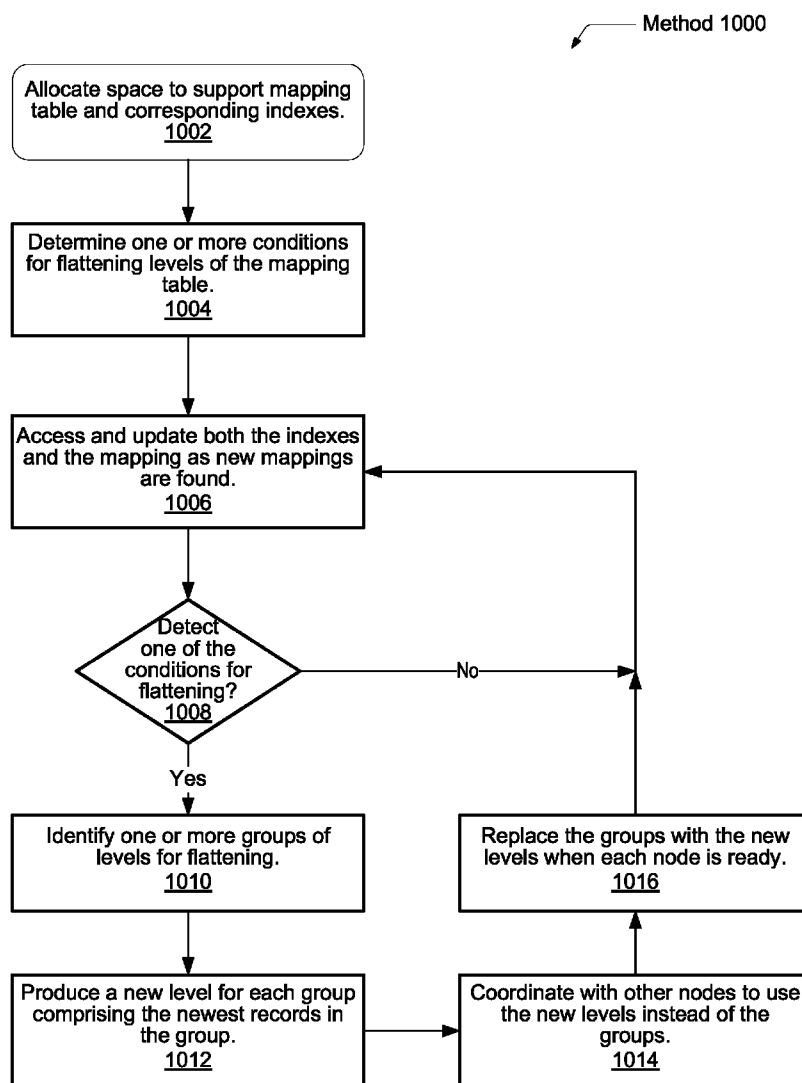 Method 1000
Allocate space to support mapping
table and corresponding indexes.
1002
Determine one or more conditions
for flattening levels of the mapping
table.
1004
Access and update both the indexes
and the mapping as new mappings
are found.
1006
Detect
one of the
conditions for
flattening?
1008
No
Yes
Identify one or more groups of
levels for flattening.
1010
Replace the groups with the new
levels when each node is ready.
1016
Produce a new level for each group
comprising the newest records in
the group.
1012
Coordinate with other nodes to use
the new levels instead of the
groups.
1014